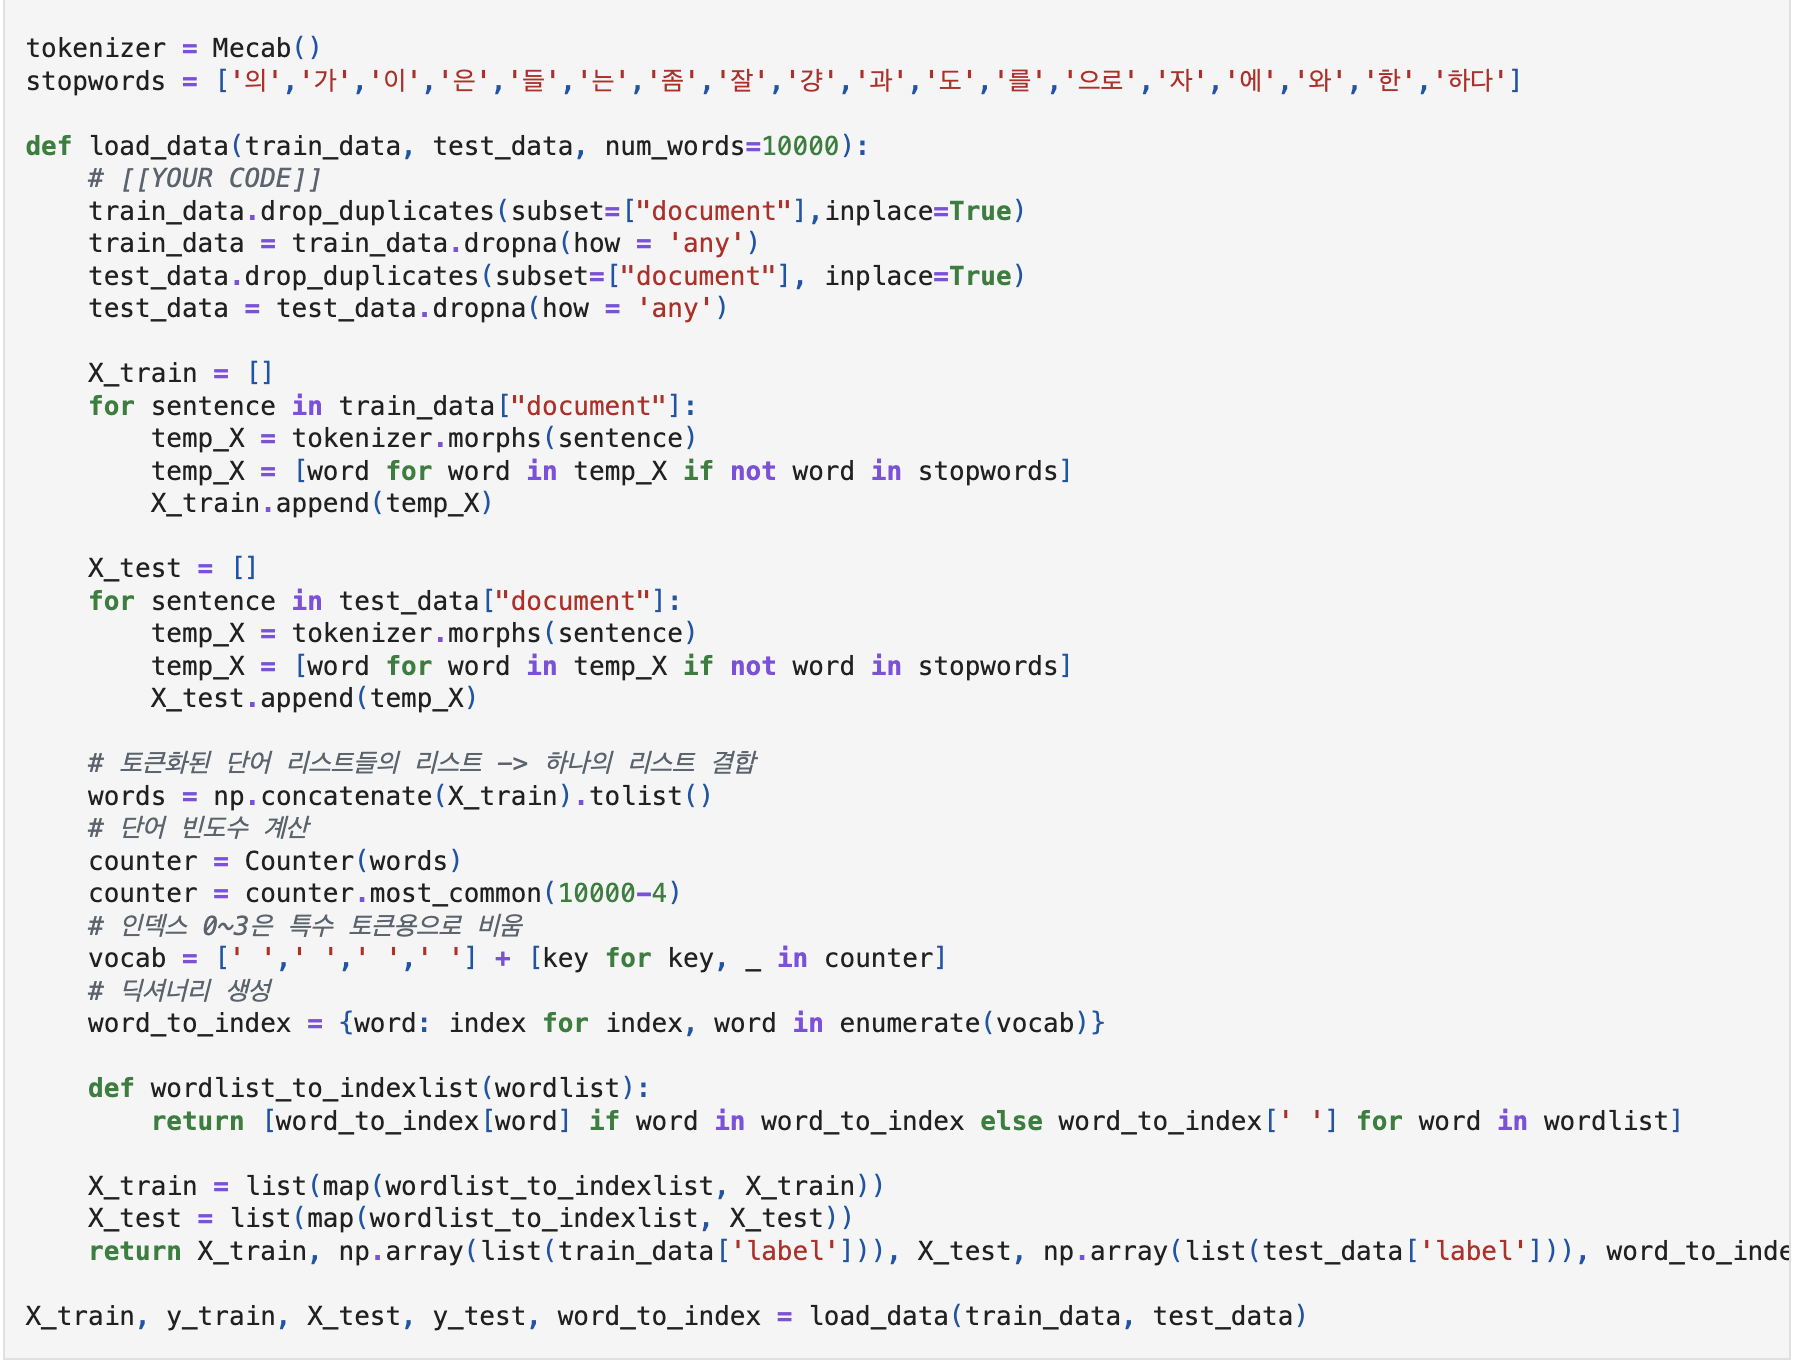 tokenizer = Mecab()
stopwords = ['의','가','이','은','들','는','좀','잘','걍','과','도','를','으로','자','에','와','한','하다']
def load_data(train_data, test_data, num_words=10000):
    # [[YOUR CODE]]
    train_data.drop_duplicates(subset=["document"],inplace=True)
    train_data = train_data.dropna(how = 'any')
    test_data.drop_duplicates(subset=["document"], inplace=True)
    test_data = test_data.dropna(how = 'any')
    X_train = []
    for sentence in train_data["document"]:
        temp_X = tokenizer.morphs(sentence)
        temp_X = [word for word in temp_X if not word in stopwords]
        X_train.append(temp_X)
    X_test = []
    for sentence in test_data["document"]:
        temp_X = tokenizer.morphs(sentence)
        temp_X = [word for word in temp_X if not word in stopwords]
        X_test.append(temp_X)
    # 토큰화된 단어 리스트들의 리스트 -> 하나의 리스트 결합
    words = np.concatenate(X_train).tolist()
    # 단어 빈도수 계산
    counter = Counter(words)
    counter = counter.most_common(10000-4)
    # 인덱스 0~3은 특수 토큰용으로 비움
    vocab = [' ',' ',' ',' '] + [key for key, _ in counter]
    # 딕셔너리 생성
    word_to_index = {word: index for index, word in enumerate(vocab)}
    def wordlist_to_indexlist(wordlist):
        return [word_to_index[word] if word in word_to_index else word_to_index[' '] for word in wordlist]
    X_train = list(map(wordlist_to_indexlist, X_train))
    X_test = list(map(wordlist_to_indexlist, X_test))
    return X_train, np.array(list(train_data['label'])), X_test, np.array(list(test_data['label'])), word_to_inde
X_train, y_train, X_test, y_test, word_to_index = load_data(train_data, test_data)